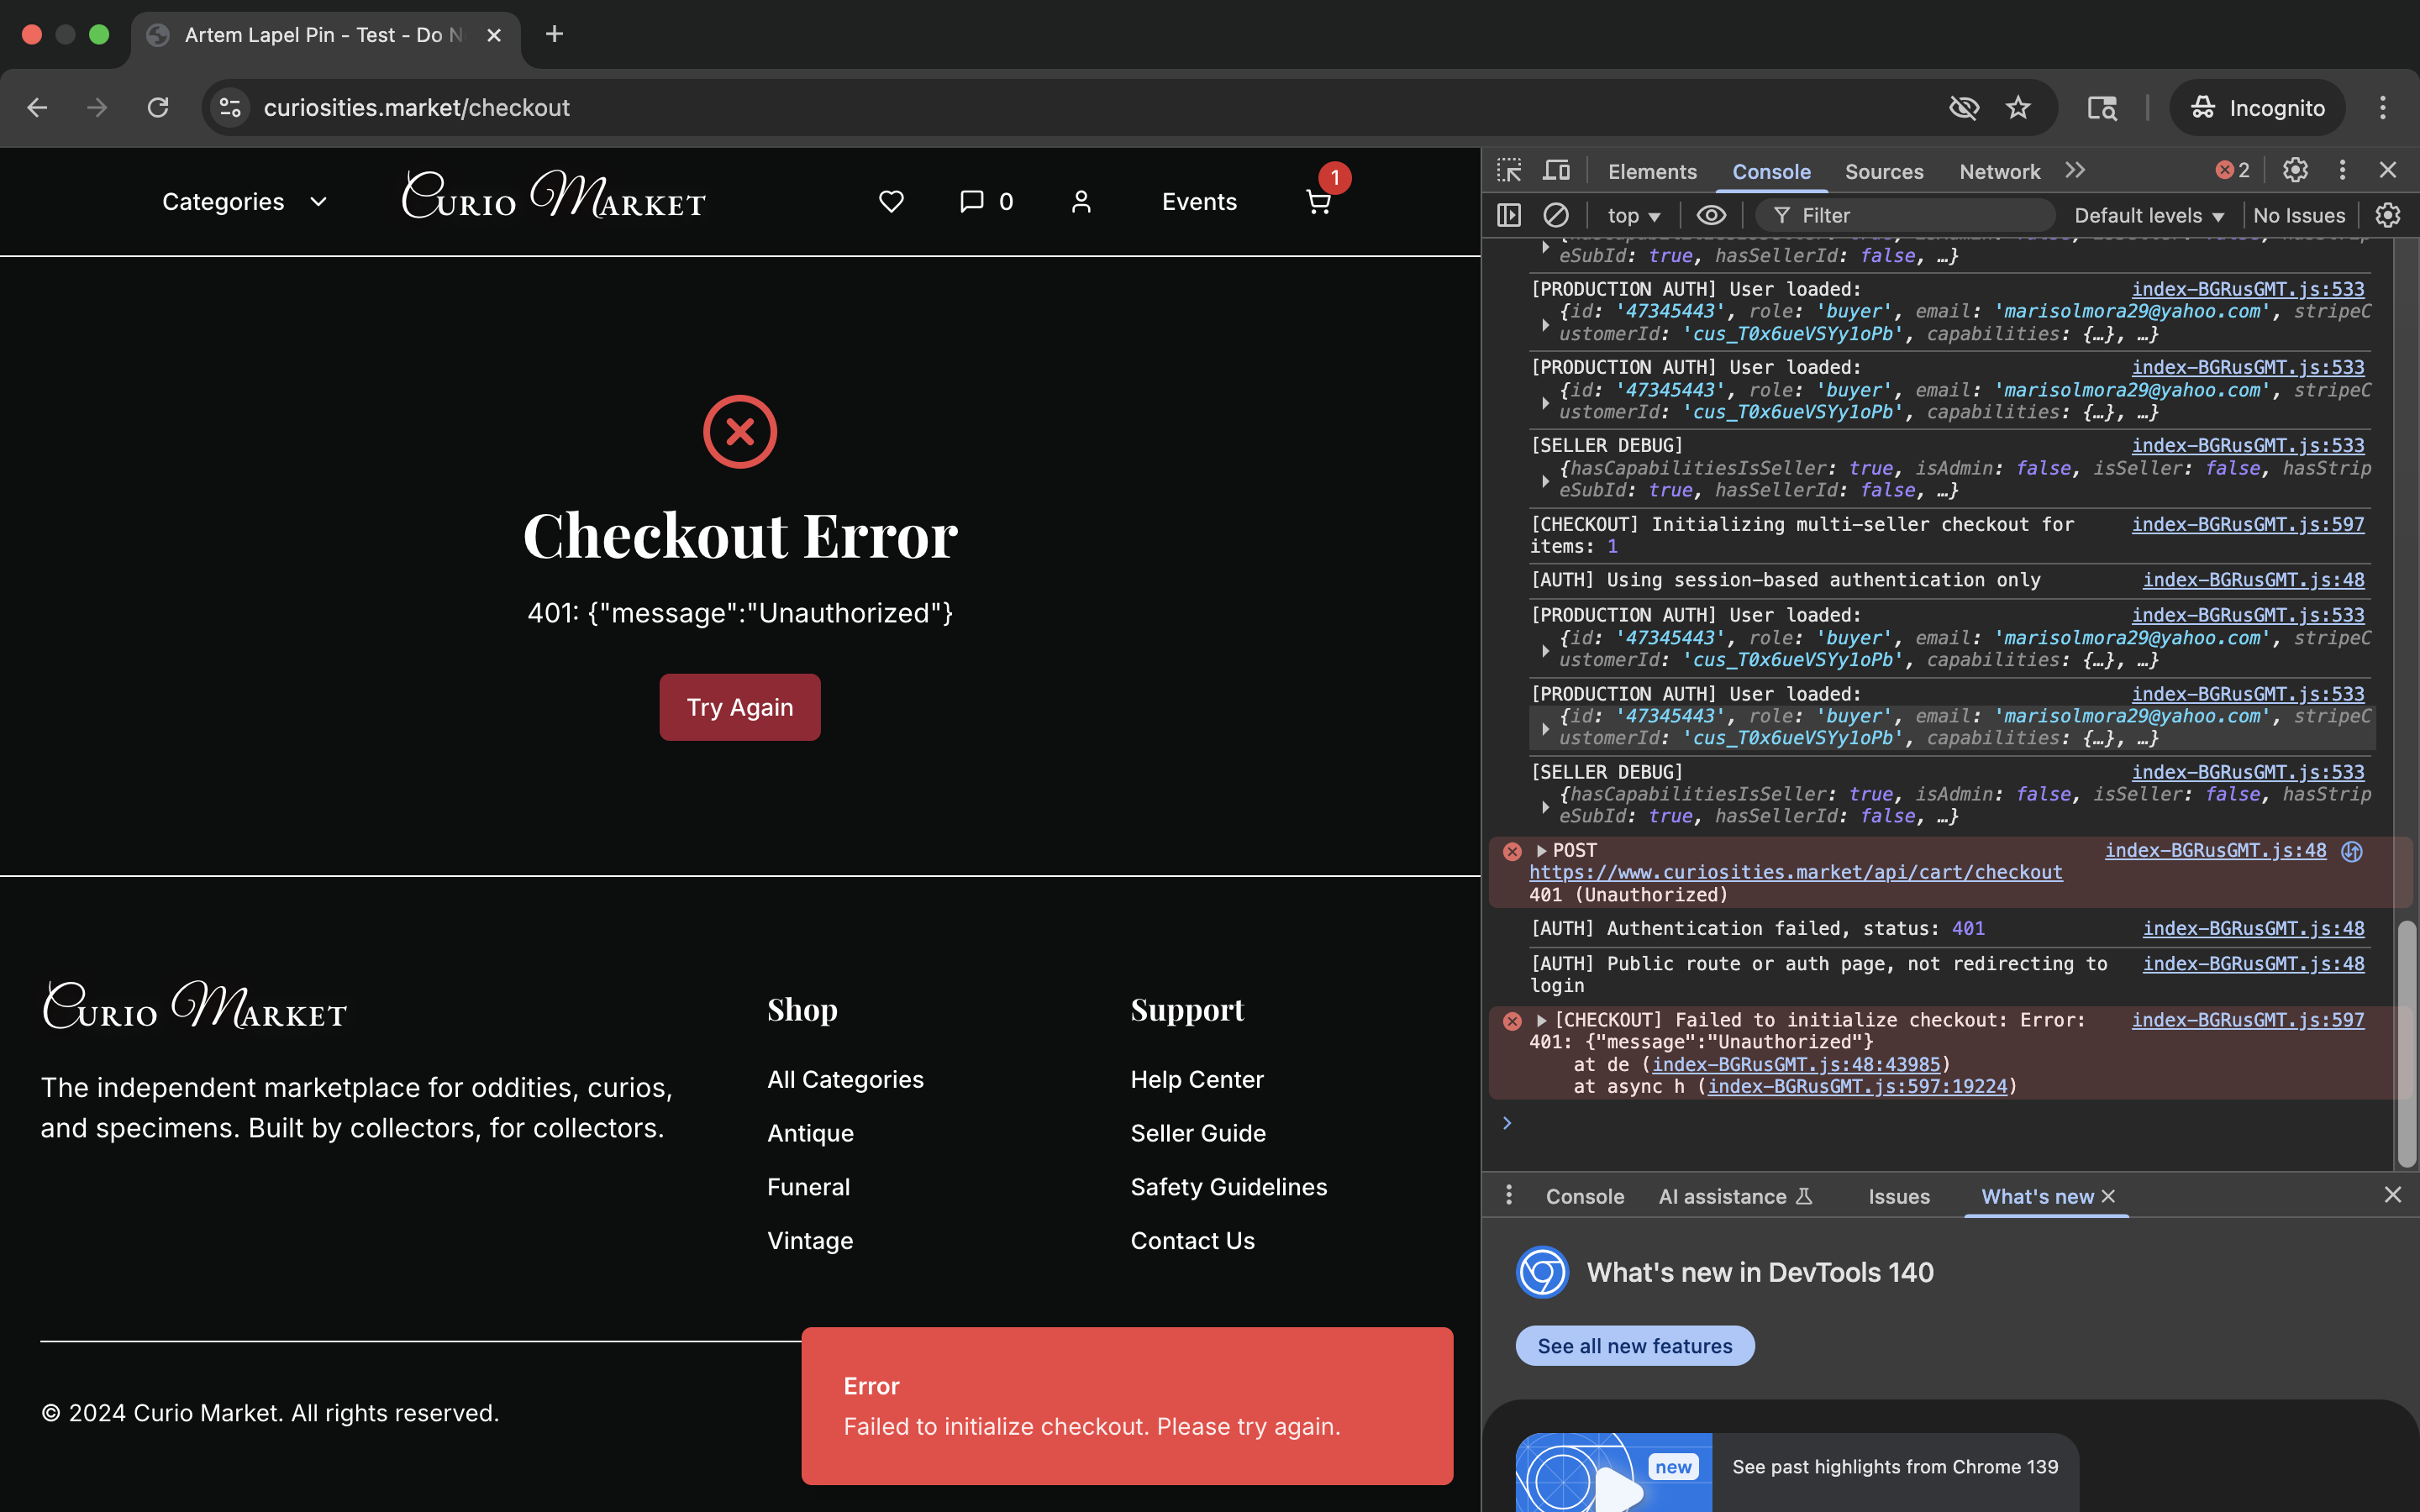 Artem Lapel Pin - Test - Do N
curiosities.market/checkout
Incognito
Categories
Curio Market
0
Events
1
Checkout Error
401: {"message":"Unauthorized"}
Try Again
Curio Market
The independent marketplace for oddities, curios,
and specimens. Built by collectors, for collectors.
Shop
All Categories
Antique
Funeral
Vintage
Support
Help Center
Seller Guide
Safety Guidelines
Contact Us
© 2024 Curio Market. All rights reserved.
Error
Failed to initialize checkout. Please try again.
Elements
Console
Sources
Network
2
top
Filter
Default levels
No Issues
eSubId: true, hasSellerId: false, …}
[PRODUCTION AUTH] User loaded: index-BGRusGMT.js:533
{id: '47345443', role: 'buyer', email: 'marisolmora29@yahoo.com', stripeC
ustomerId: 'cus_T0x6ueVSYy1oPb', capabilities: {…}, …}
[PRODUCTION AUTH] User loaded: index-BGRusGMT.js:533
{id: '47345443', role: 'buyer', email: 'marisolmora29@yahoo.com', stripeC
ustomerId: 'cus_T0x6ueVSYy1oPb', capabilities: {…}, …}
[SELLER DEBUG] index-BGRusGMT.js:533
{hasCapabilitiesIsSeller: true, isAdmin: false, isSeller: false, hasStrip
eSubId: true, hasSellerId: false, …}
[CHECKOUT] Initializing multi-seller checkout for index-BGRusGMT.js:597
items: 1
[AUTH] Using session-based authentication only index-BGRusGMT.js:48
[PRODUCTION AUTH] User loaded: index-BGRusGMT.js:533
{id: '47345443', role: 'buyer', email: 'marisolmora29@yahoo.com', stripeC
ustomerId: 'cus_T0x6ueVSYy1oPb', capabilities: {…}, …}
[PRODUCTION AUTH] User loaded: index-BGRusGMT.js:533
{id: '47345443', role: 'buyer', email: 'marisolmora29@yahoo.com', stripeC
ustomerId: 'cus_T0x6ueVSYy1oPb', capabilities: {…}, …}
[SELLER DEBUG] index-BGRusGMT.js:533
{hasCapabilitiesIsSeller: true, isAdmin: false, isSeller: false, hasStrip
eSubId: true, hasSellerId: false, …}
POST index-BGRusGMT.js:48
https://www.curiosities.market/api/cart/checkout
401 (Unauthorized)
[AUTH] Authentication failed, status: 401 index-BGRusGMT.js:48
[AUTH] Public route or auth page, not redirecting to index-BGRusGMT.js:48
login
[CHECKOUT] Failed to initialize checkout: Error: index-BGRusGMT.js:597
401: {"message":"Unauthorized"}
at de (index-BGRusGMT.js:48:43985)
at async h (index-BGRusGMT.js:597:19224)
Console
AI assistance
Issues
What's new
What's new in DevTools 140
See all new features
new
See past highlights from Chrome 139